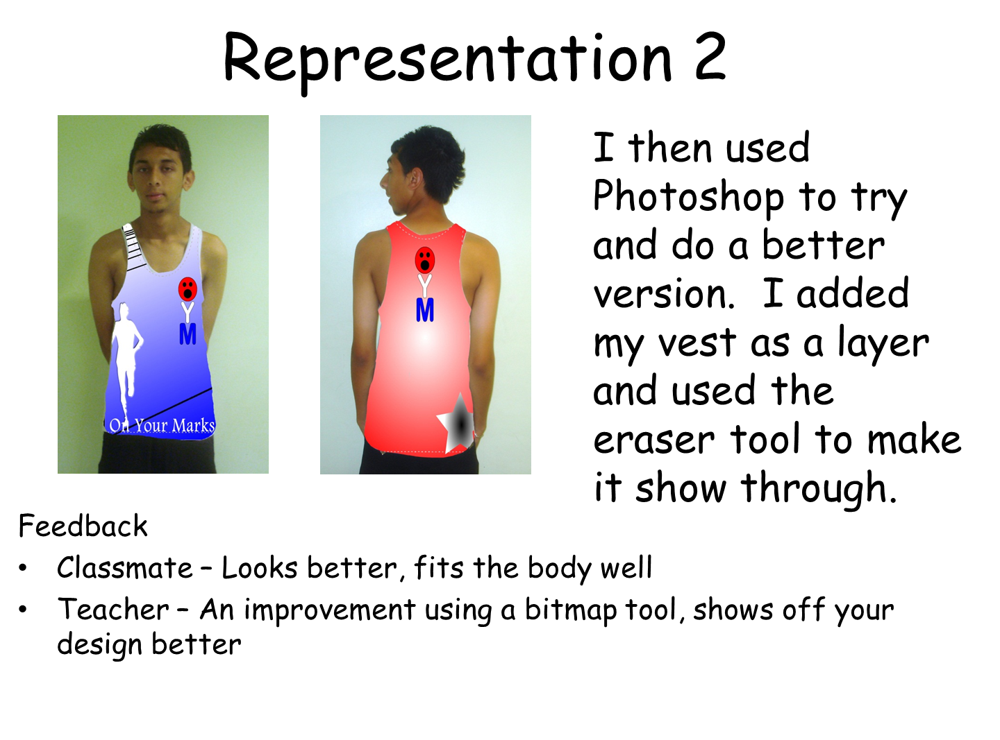 Representation 2
I then used
Photoshop to try
and do a better
version.  I added
my vest as a layer
and used the
eraser tool to make
it show through.
Y
M
On Your Marks
Y
M
Feedback
• Classmate – Looks better, fits the body well
• Teacher – An improvement using a bitmap tool, shows off your
design better